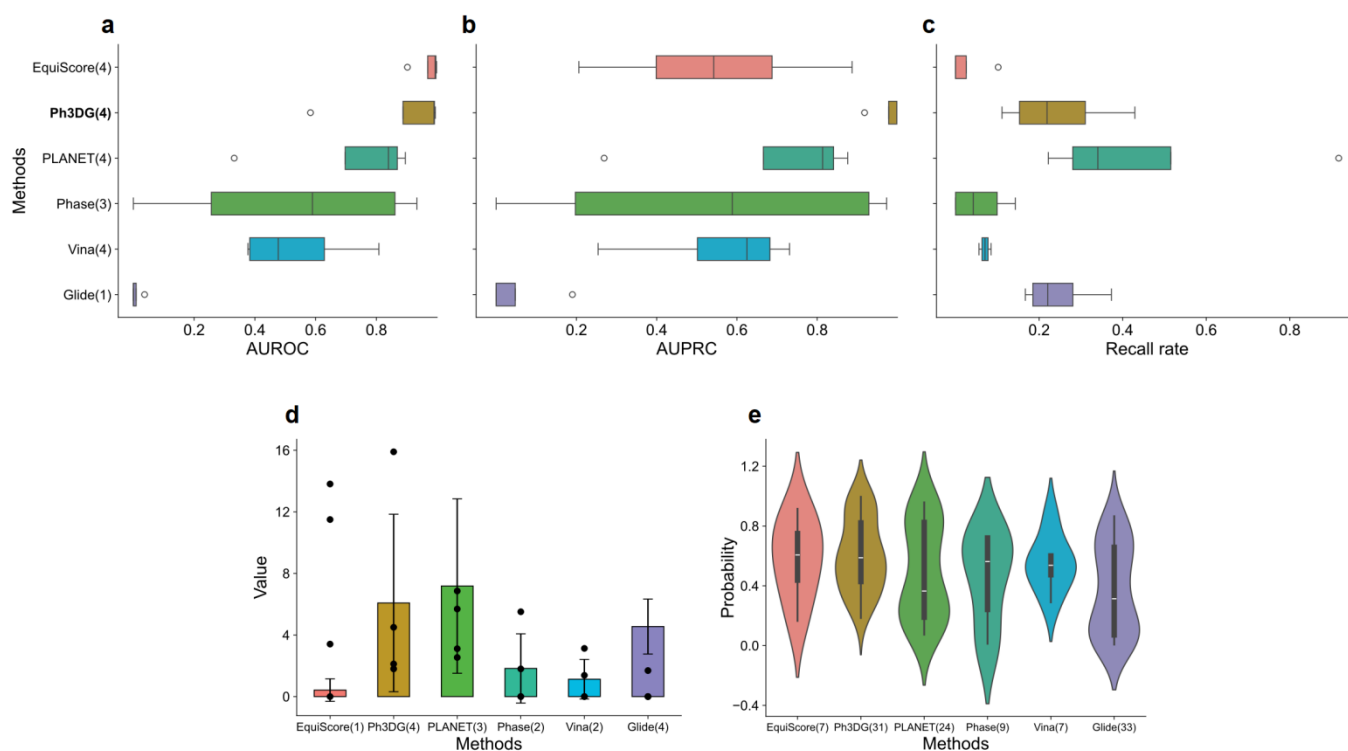 a
b
c
Methods
EquiScore(4)
Ph3DG(4)
PLANET(4)
Phase(3)
Vina(4)
Glide(1)
0.2 0.4 0.6 0.8
AUROC
0.2 0.4 0.6 0.8
AUPRC
0.2 0.4 0.6 0.8
Recall rate
d
Value
16
12
8
4
0
EquiScore(1) Ph3DG(4) PLANET(3) Phase(2) Vina(2) Glide(4)
Methods
e
Probability
1.2
0.8
0.4
0.0
−0.4
EquiScore(7) Ph3DG(31) PLANET(24) Phase(9) Vina(7) Glide(33)
Methods